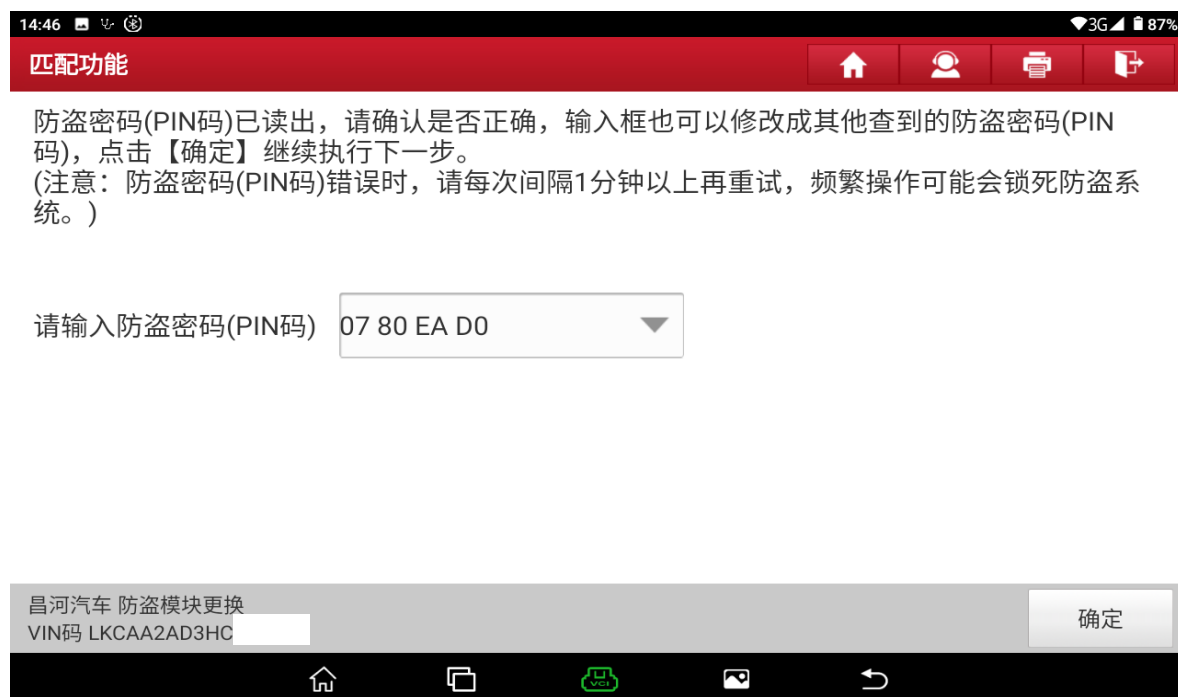 14:46
3G 87%
匹配功能
防盗密码(PIN码)已读出，请确认是否正确，输入框也可以修改成其他查到的防盗密码(PIN
码)，点击【确定】继续执行下一步。
(注意：防盗密码(PIN码)错误时，请每次间隔1分钟以上再重试，频繁操作可能会锁死防盗系
统。)
请输入防盗密码(PIN码) 07 80 EA D0
昌河汽车 防盗模块更换
VIN码 LKCAA2AD3HC
确定
VCI